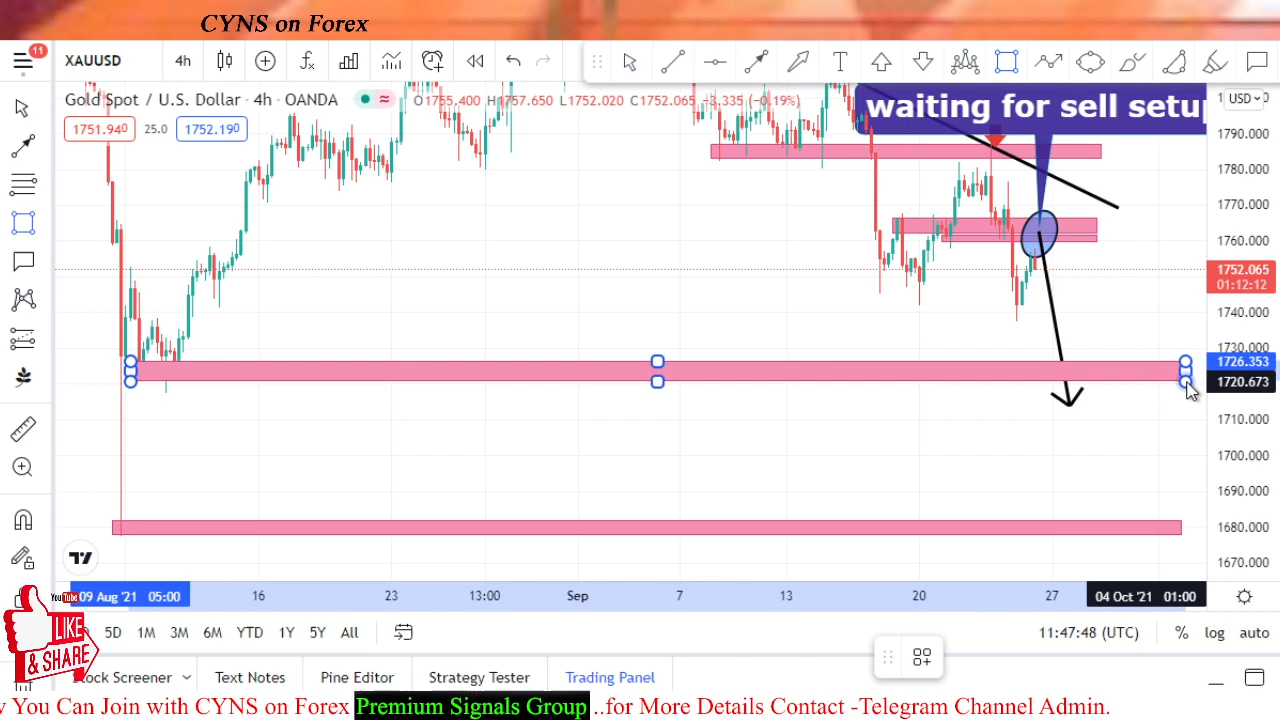 CYNS on Forex
11
XAUUSD
4h
T
Gold Spot / U.S. Dollar · 4h · OANDA
≈
O1755.400 H1757.650 L1752.020 C1752.065 −3.335 (−0.19%)
waiting for sell setup
USD
1751.940
25.0
1752.190
1790.000
1780.000
1770.000
1760.000
1752.065
01:12:12
1740.000
1730.000
1726.353
1720.673
1710.000
1700.000
1690.000
1680.000
1670.000
09 Aug '21 05:00
16
23
13:00
Sep
7
13
20
27
04 Oct '21 01:00
YouTube
LIKE
& SHARE
5D
1M
3M
6M
YTD
1Y
5Y
All
11:47:48 (UTC)
%
log
auto
Stock Screener
Text Notes
Pine Editor
Strategy Tester
Trading Panel
You Can Join with CYNS on Forex Premium Signals Group ..for More Details Contact -Telegram Channel Admin.